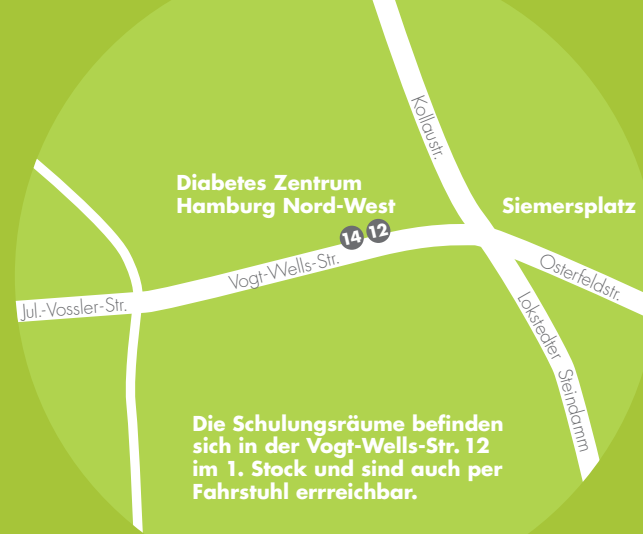 Kollaustr.
Diabetes Zentrum
Hamburg Nord-West
Siemersplatz
14 12
Vogt-Wells-Str.
Osterfeldstr.
Jul.-Vossler-Str.
Lokstedter Steindamm
Die Schulungsräume befinden
sich in der Vogt-Wells-Str. 12
im 1. Stock und sind auch per
Fahrstuhl errreichbar.